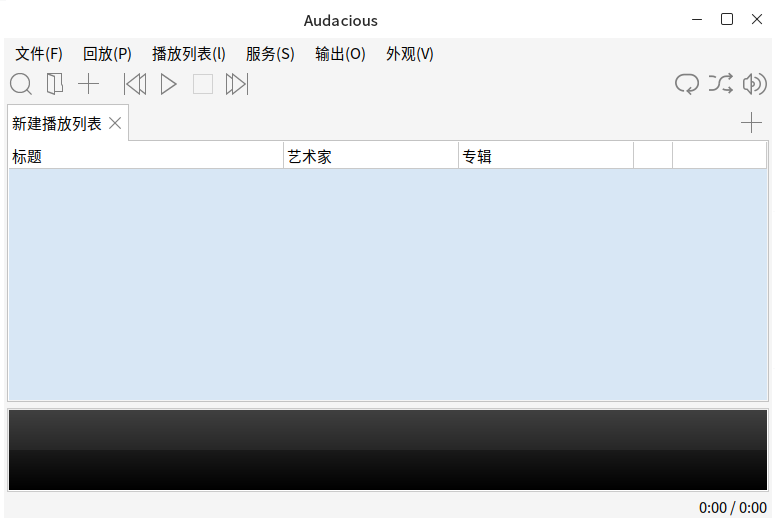 Audacious
文件(F) 回放(P) 播放列表(l) 服务(S) 输出(O) 外观(V)
新建播放列表
标题 艺术家 专辑
0:00 / 0:00